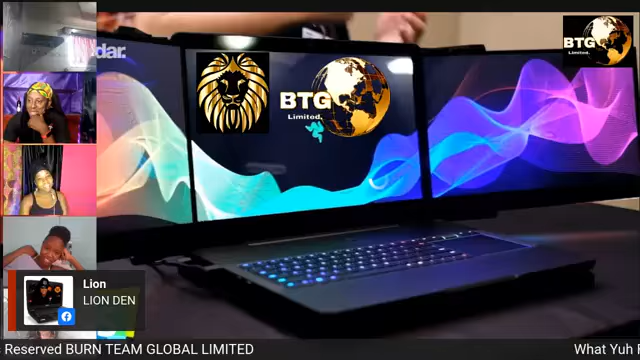 dar.
BTG
Limited.
BTG
Limited.
Lion
LION DEN
Reserved BURN TEAM GLOBAL LIMITED
What Yuh